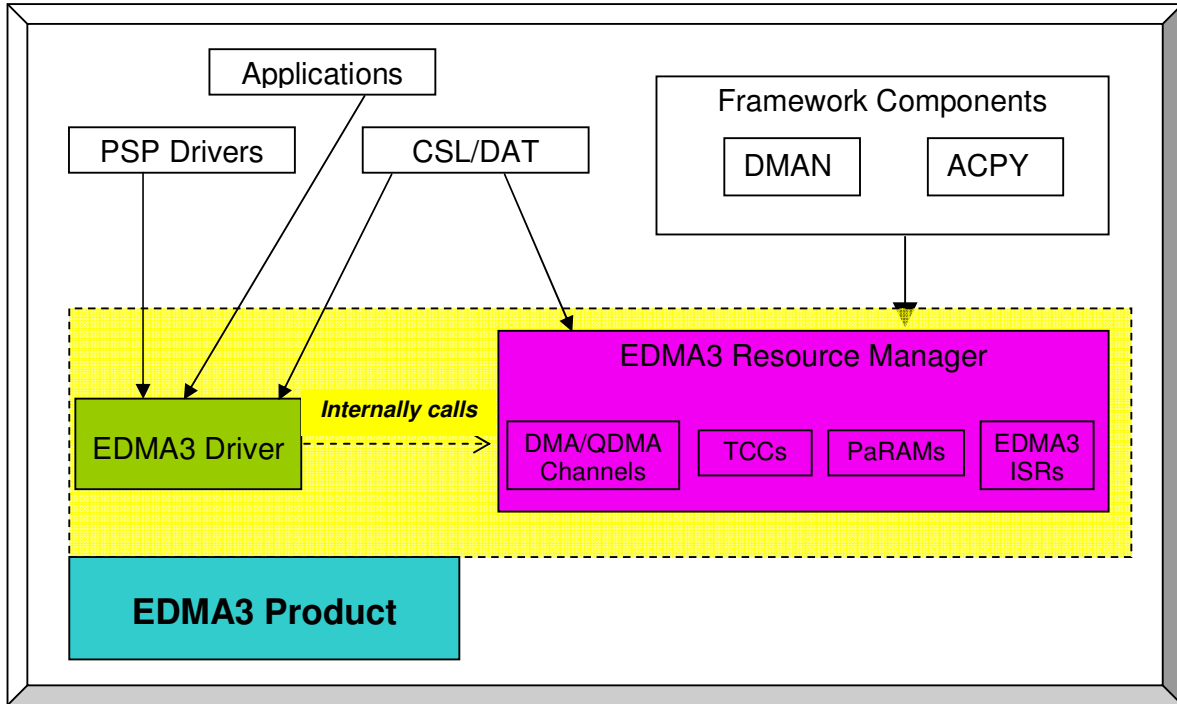 Applications
Framework Components
PSP Drivers
CSL/DAT
DMAN
ACPY
EDMA3 Resource Manager
Internally calls
EDMA3 Driver
DMA/QDMA
Channels
TCCs
PaRAMs
EDMA3
ISRs
EDMA3 Product